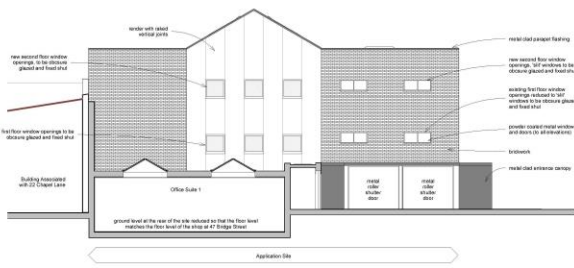 render with raked
vertical joints
new second floor window
openings, to be obscure
glazed and fixed shut
first floor window openings to be
obscure glazed and fixed shut
Building Associated
with 22 Chapel Lane
Office Suite 1
ground level at the rear of the site reduced so that the floor level
matches the floor level of the shop at 47 Bridge Street
metal clad parapet flashing
new second floor window
openings, 'slit' windows to be
obscure glazed and fixed shut
existing first floor window
openings reduced to 'slit'
windows to be obscure glazed
and fixed shut
powder coated metal windows
and doors (to all elevations)
brickwork
metal clad entrance canopy
metal
roller
shutter
door
metal
roller
shutter
door
Application Site